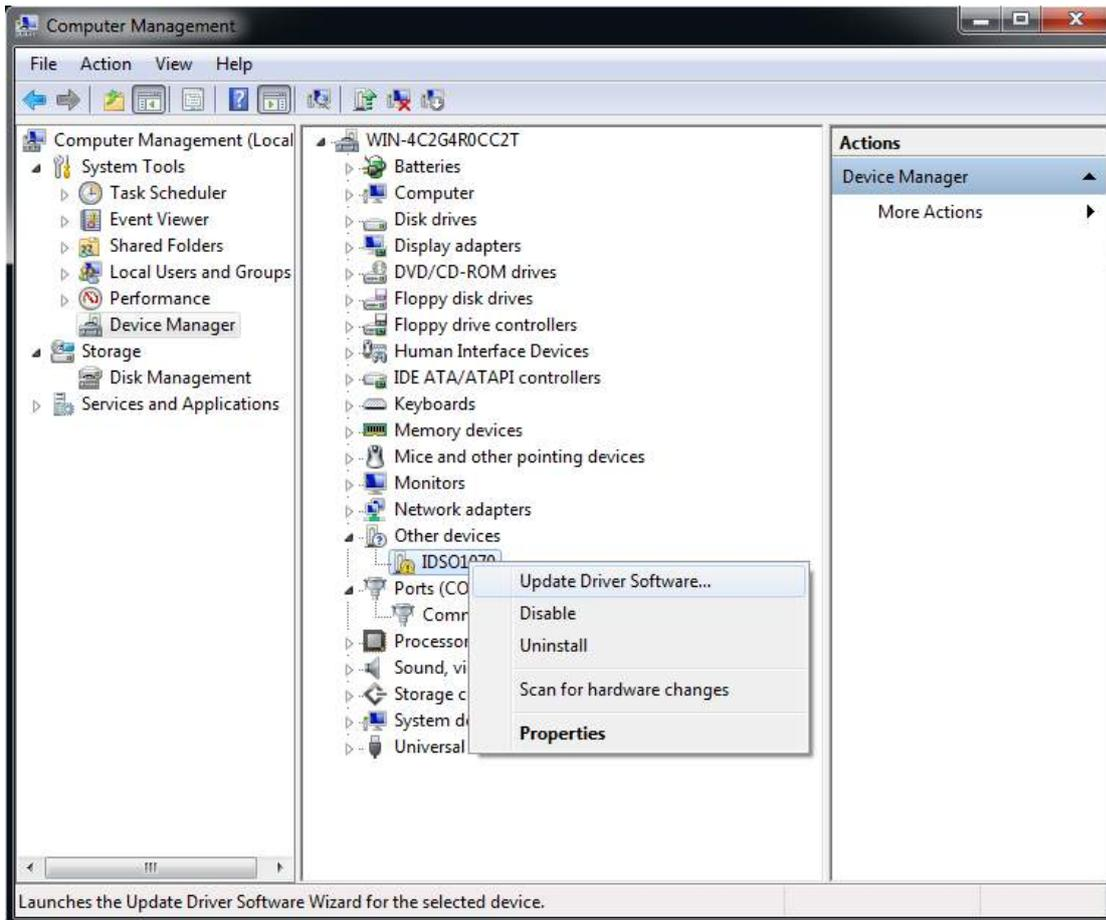 Computer Management
File Action View Help
Computer Management (Local
System Tools
Task Scheduler
Event Viewer
Shared Folders
Local Users and Groups
Performance
Device Manager
Storage
Disk Management
Services and Applications
WIN-4C2G4R0CC2T
Batteries
Computer
Disk drives
Display adapters
DVD/CD-ROM drives
Floppy disk drives
Floppy drive controllers
Human Interface Devices
IDE ATA/ATAPI controllers
Keyboards
Memory devices
Mice and other pointing devices
Monitors
Network adapters
Other devices
IDSO1070
Ports (CO
Comm
Processor
Sound, vi
Storage c
System de
Universal
Update Driver Software...
Disable
Uninstall
Scan for hardware changes
Properties
Actions
Device Manager
More Actions
Launches the Update Driver Software Wizard for the selected device.